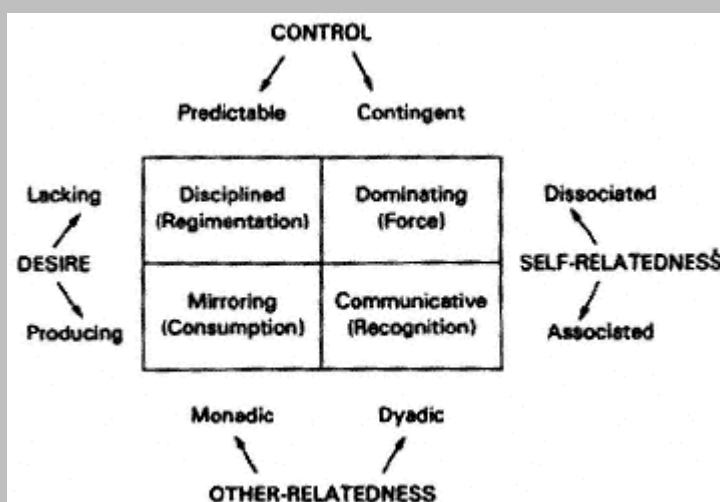 CONTROL
Predictable Contingent
Lacking Disciplined Dominating Dissociated
(Regimentation) (Force)
DESIRE SELF-RELATEDNESS
Mirroring Communicative
Producing (Consumption) (Recognition) Associated
Monadic Dyadic
OTHER-RELATEDNESS